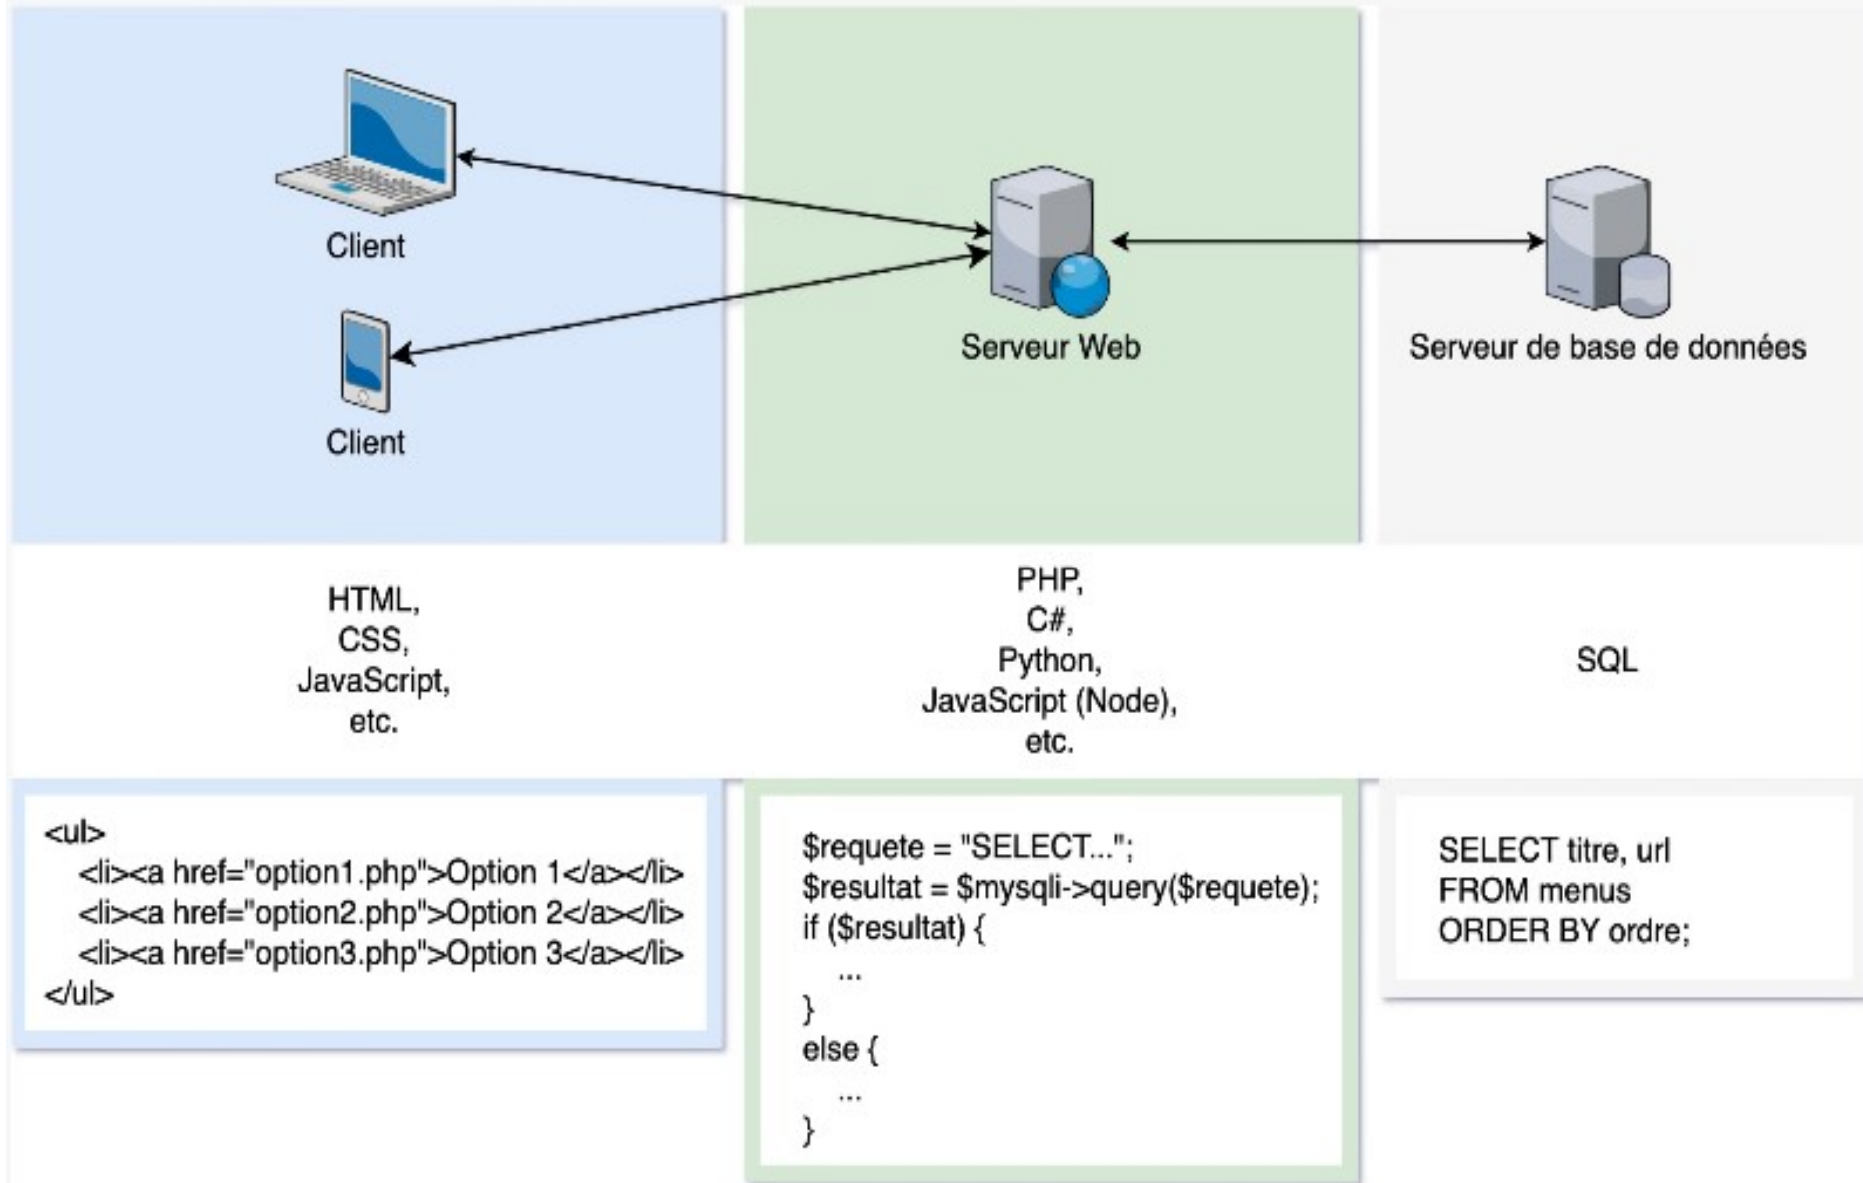 Client
Client
Serveur Web
Serveur de base de données
HTML,
CSS,
JavaScript,
etc.
PHP,
C#,
Python,
JavaScript (Node),
etc.
SQL
<ul>
<li><a href="option1.php">Option 1</a></li>
<li><a href="option2.php">Option 2</a></li>
<li><a href="option3.php">Option 3</a></li>
</ul>
$requete = "SELECT...";
$resultat = $mysqli->query($requete);
if ($resultat) {
...
}
else {
...
}
SELECT titre, url
FROM menus
ORDER BY ordre;